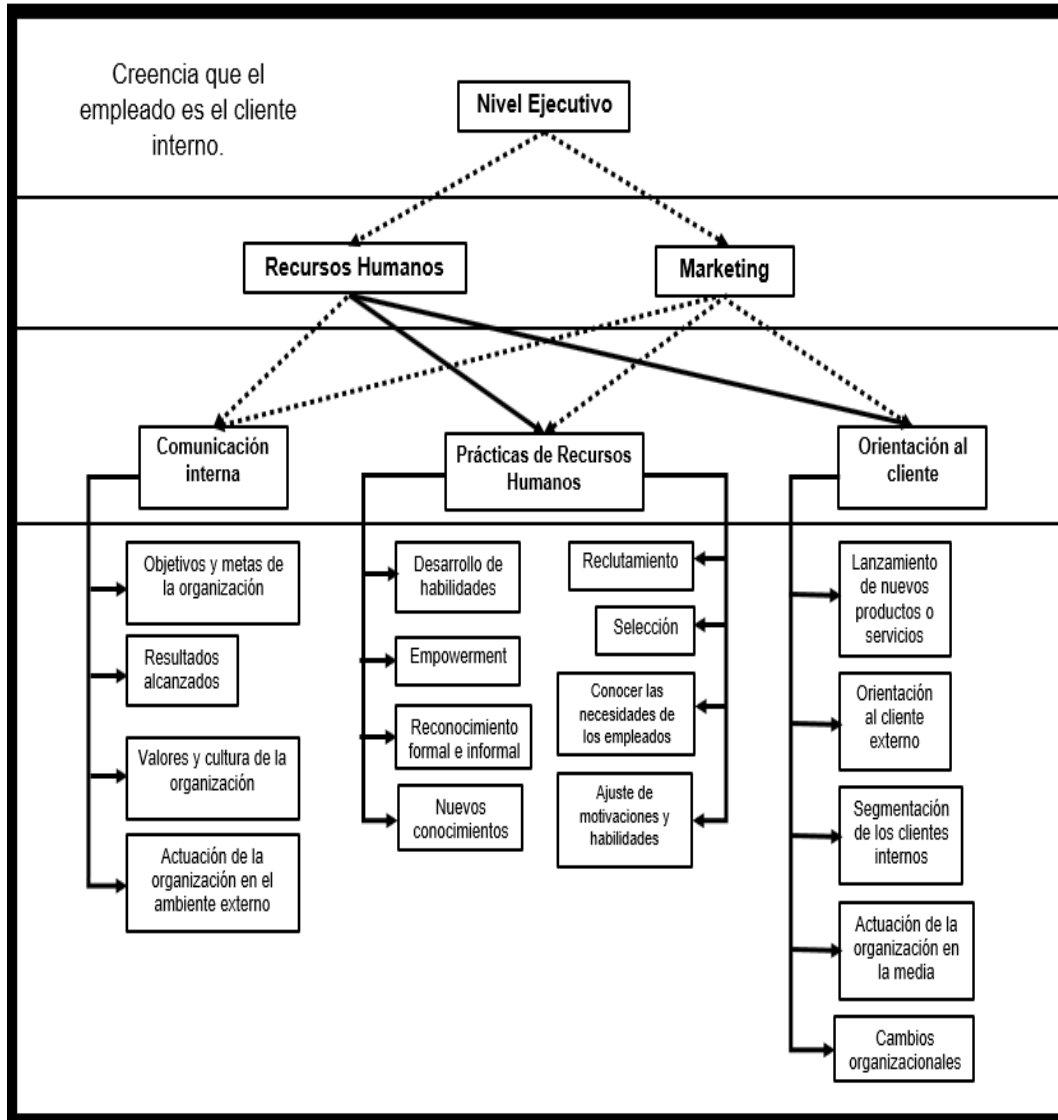 Creencia que el
empleado es el cliente
interno.
Nivel Ejecutivo
Recursos Humanos
Marketing
Comunicación
interna
Prácticas de Recursos
Humanos
Orientación al
cliente
Objetivos y metas de
la organización
Resultados
alcanzados
Valores y cultura de la
organización
Actuación de la
organización en el
ambiente externo
Desarrollo de
habilidades
Empowerment
Reconocimiento
formal e informal
Nuevos
conocimientos
Reclutamiento
Selección
Conocer las
necesidades de
los empleados
Ajuste de
motivaciones y
habilidades
Lanzamiento
de nuevos
productos o
servicios
Orientación
al cliente
externo
Segmentación
de los clientes
internos
Actuación de la
organización en
la media
Cambios
organizacionales